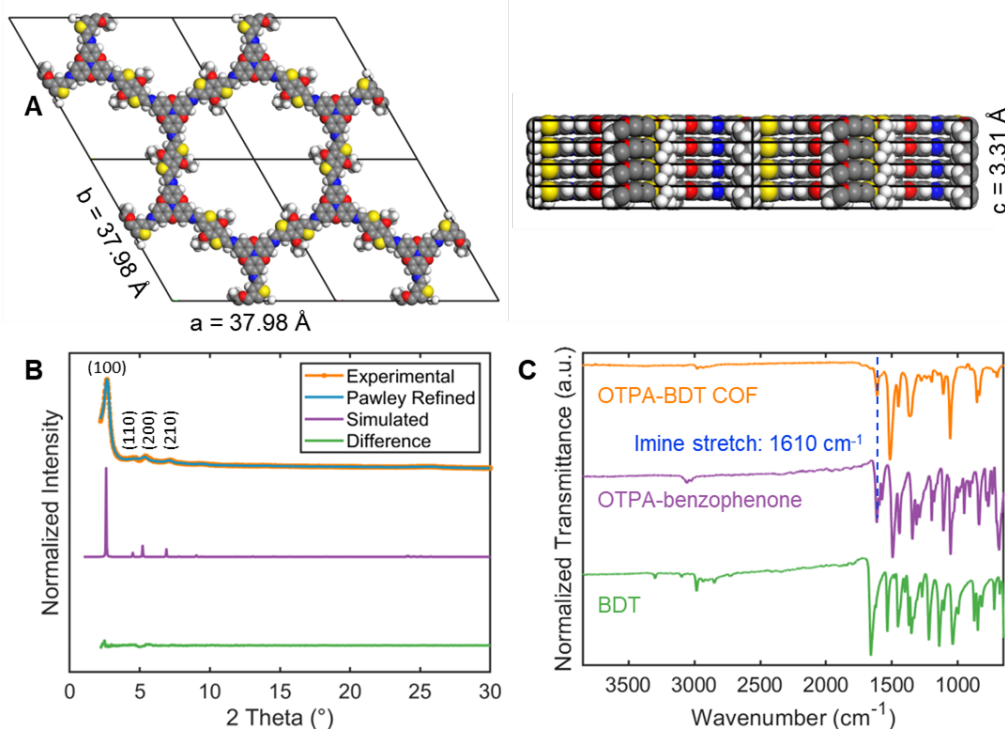 A
b = 37.98 Å
a = 37.98 Å
c = 3.31 Å
B
(100)
(110)
(200)
(210)
Experimental
Pawley Refined
Simulated
Difference
Normalized Intensity
0
5
10
15
20
25
30
2 Theta (°)
C
OTPA-BDT COF
Imine stretch: 1610 cm⁻¹
OTPA-benzophenone
BDT
Normalized Transmittance (a.u.)
3500
3000
2500
2000
1500
1000
Wavenumber (cm⁻¹)